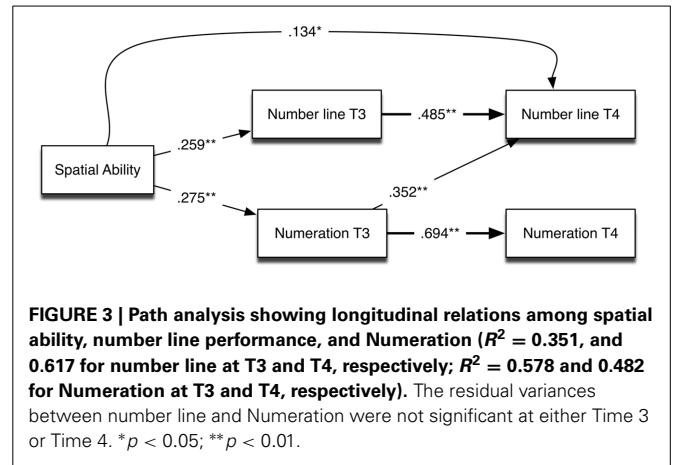 .134*
Number line T3
.485**
Number line T4
.259**
Spatial Ability
.275**
.352**
Numeration T3
.694**
Numeration T4
FIGURE 3 | Path analysis showing longitudinal relations among spatial
ability, number line performance, and Numeration (R² = 0.351, and
0.617 for number line at T3 and T4, respectively; R² = 0.578 and 0.482
for Numeration at T3 and T4, respectively). The residual variances
between number line and Numeration were not significant at either Time 3
or Time 4. *p < 0.05; **p < 0.01.